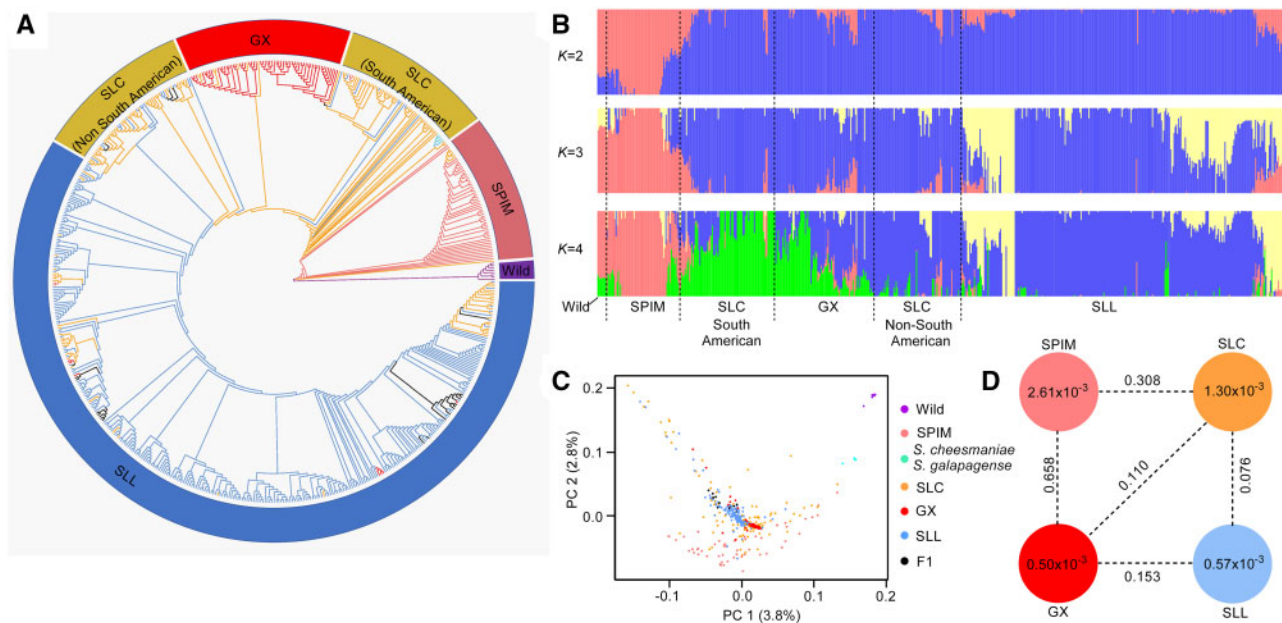 A
GX
SLC
(Non South American)
SLC
(South American)
SPIM
Wild
SLL
B
K=2
K=3
K=4
Wild
SPIM
SLC
South
American
GX
SLC
Non-South
American
SLL
C
0.2
0.1
0.0
PC 2 (2.8%)
-0.1
0.0
0.1
0.2
PC 1 (3.8%)
Wild
SPIM
S. cheesmaniae
S. galapagense
SLC
GX
SLL
F1
D
SPIM
SLC
2.61x10-3
0.308
1.30x10-3
0.658
0.110
0.076
0.50x10-3
0.153
0.57x10-3
GX
SLL